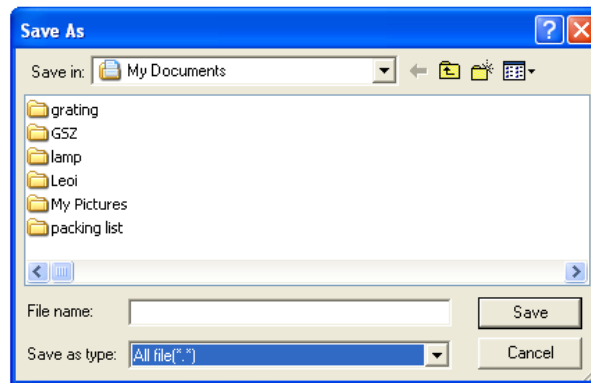 Save As
Save in: My Documents
grating
GSZ
lamp
Leoi
My Pictures
packing list
File name: Save
Save as type: All file(*.*) Cancel